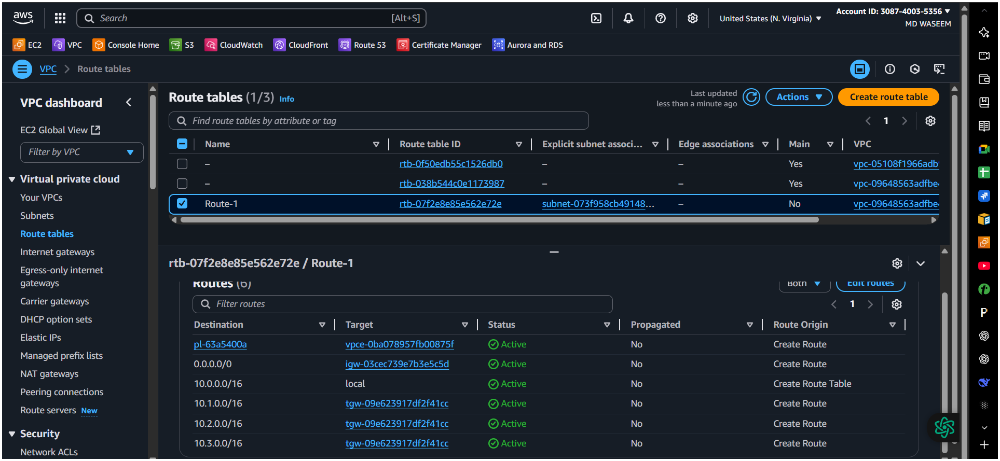 aws
Search [Alt+S]
United States (N. Virginia)
Account ID: 3087-4003-5356
MD WASEEM
EC2 VPC Console Home S3 CloudWatch CloudFront Route 53 Certificate Manager Aurora and RDS
VPC Route tables
VPC dashboard
EC2 Global View
Filter by VPC
Virtual private cloud
Your VPCs
Subnets
Route tables
Internet gateways
Egress-only internet
gateways
Carrier gateways
DHCP option sets
Elastic IPs
Managed prefix lists
NAT gateways
Peering connections
Route servers New
Security
Network ACLs
Route tables (1/3) Info
Last updated
less than a minute ago
Actions
Create route table
Find route tables by attribute or tag
1
Name Route table ID Explicit subnet associ... Edge associations Main VPC
– rtb-0f50edb55c1526db0 – – Yes vpc-05108f1966adb
– rtb-038b544c0e1173987 – – Yes vpc-09648563adfbe
Route-1 rtb-07f2e8e85e562e72e subnet-073f958cb49148... – No vpc-09648563adfbe
rtb-07f2e8e85e562e72e / Route-1
Routes (6)
Both
Edit routes
Filter routes
1
Destination Target Status Propagated Route Origin
pl-63a5400a vpce-0ba078957fb00875f Active No Create Route
0.0.0.0/0 igw-03cec739e7b3e5c5d Active No Create Route
10.0.0.0/16 local Active No Create Route Table
10.1.0.0/16 tgw-09e623917df2f41cc Active No Create Route
10.2.0.0/16 tgw-09e623917df2f41cc Active No Create Route
10.3.0.0/16 tgw-09e623917df2f41cc Active No Create Route